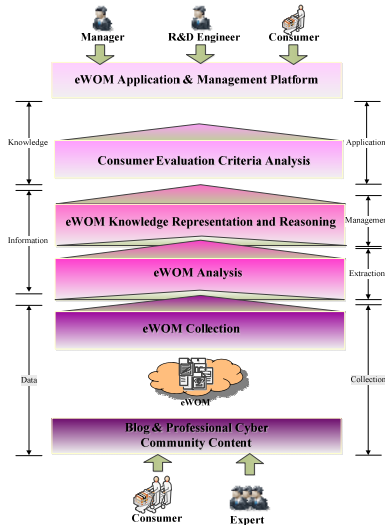 Manager R&D Engineer Consumer
eWOM Application & Management Platform
Knowledge
Application
Consumer Evaluation Criteria Analysis
eWOM Knowledge Representation and Reasoning
Management
Information
Extraction
eWOM Analysis
eWOM Collection
Data
Collection
eWOM
Blog & Professional Cyber
Community Content
Consumer Expert